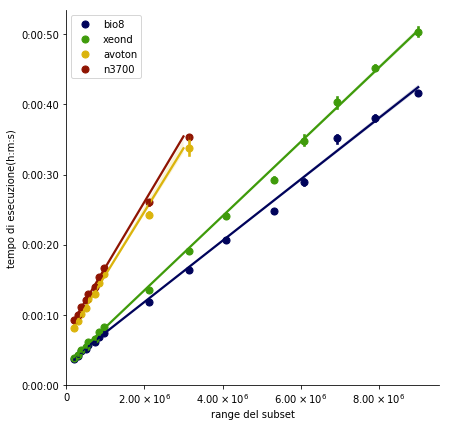 bio8
xeond
avoton
n3700
0:00:50
0:00:40
0:00:30
0:00:20
0:00:10
0:00:00
tempo di esecuzione(h:m:s)
0
2.00 × 10⁶
4.00 × 10⁶
6.00 × 10⁶
8.00 × 10⁶
range del subset